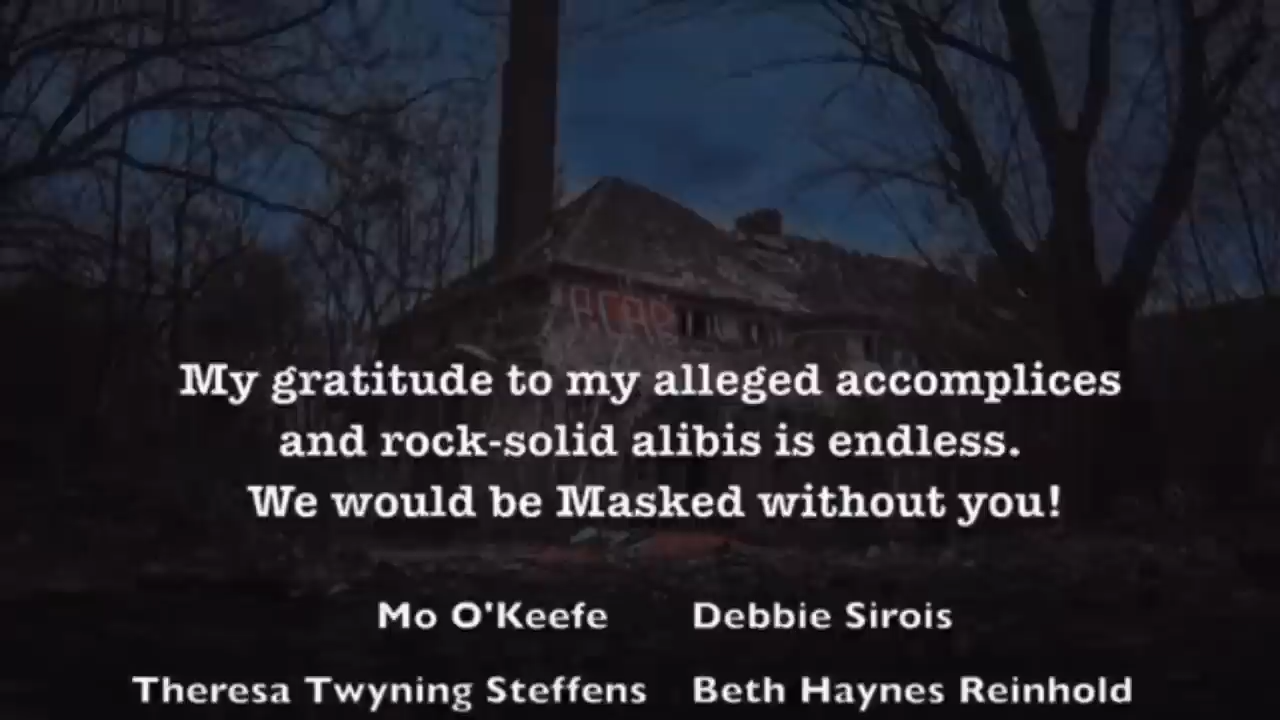 My gratitude to my alleged accomplices
and rock-solid alibis is endless.
We would be Masked without you!
Mo O'Keefe Debbie Sirois
Theresa Twyning Steffens Beth Haynes Reinhold